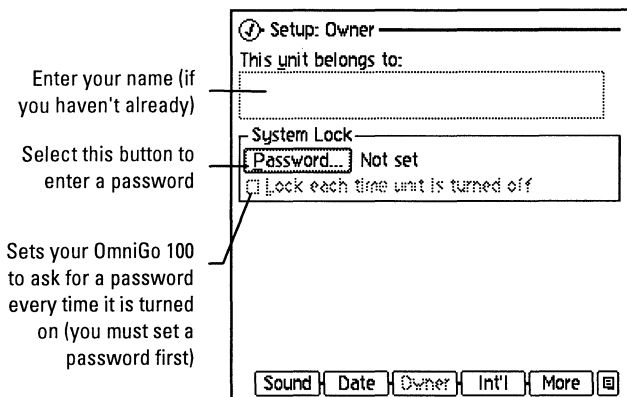 Setup: Owner
This unit belongs to:
Enter your name (if
you haven't already)
System Lock
Select this button to
enter a password
Password... Not set
Lock each time unit is turned off
Sets your OmniGo 100
to ask for a password
every time it is turned
on (you must set a
password first)
Sound Date Owner Int'l More